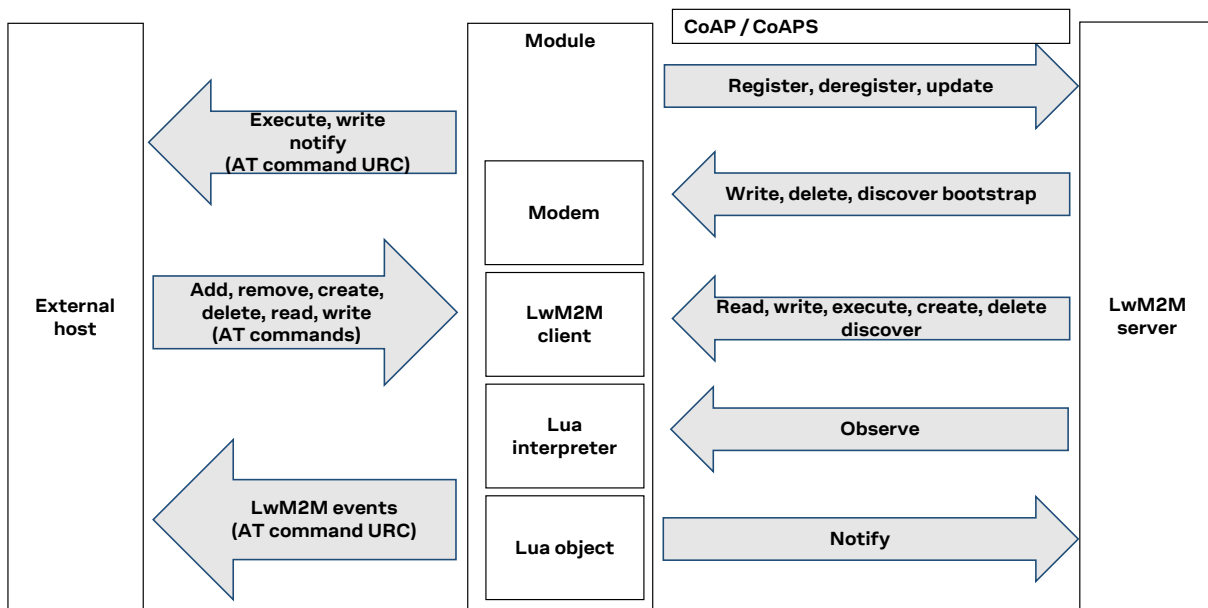 External
host
Execute, write
notify
(AT command URC)
Add, remove, create,
delete, read, write
(AT commands)
LwM2M events
(AT command URC)
Module
Modem
LwM2M
client
Lua
interpreter
Lua object
CoAP / CoAPS
Register, deregister, update
Write, delete, discover bootstrap
Read, write, execute, create, delete
discover
Observe
Notify
LwM2M
server